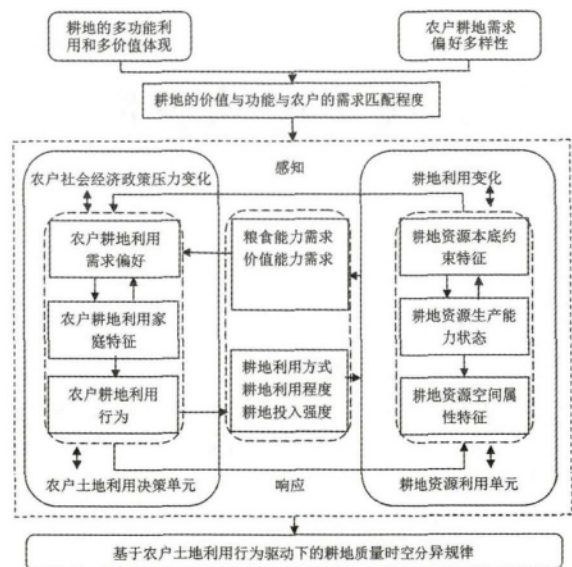 耕地的多功能利
用和多价值体现
农户耕地需求
偏好多样性
耕地的价值与功能与农户的需求匹配程度
感知
农户社会经济政策压力变化
耕地利用变化
农户耕地利用
需求偏好
粮食能力需求
价值能力需求
耕地资源本底约
束特征
农户耕地利用家
庭特征
耕地资源生产能
力状态
农户耕地利用
行为
耕地利用方式
耕地利用程度
耕地投入强度
耕地资源空间属
性特征
农户土地利用决策单元
响应
耕地资源利用单元
基于农户土地利用行为驱动下的耕地质量时空分异规律